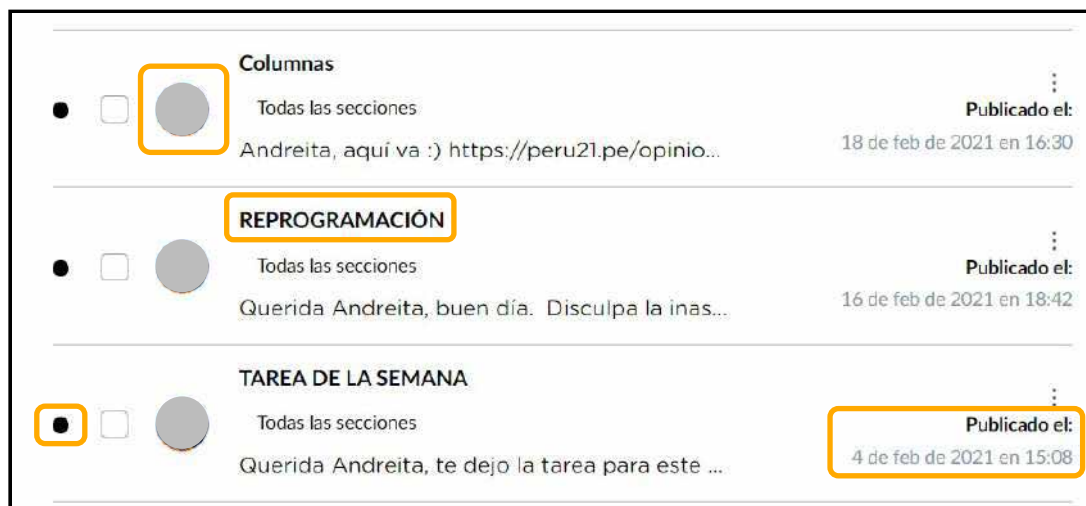 Columnas
Todas las secciones
Publicado el:
Andreita, aquí va :) https://peru21.pe/opinio...
18 de feb de 2021 en 16:30
REPROGRAMACIÓN
Todas las secciones
Publicado el:
Querida Andreita, buen día. Disculpa la inas...
16 de feb de 2021 en 18:42
TAREA DE LA SEMANA
Todas las secciones
Publicado el:
Querida Andreita, te dejo la tarea para este ...
4 de feb de 2021 en 15:08